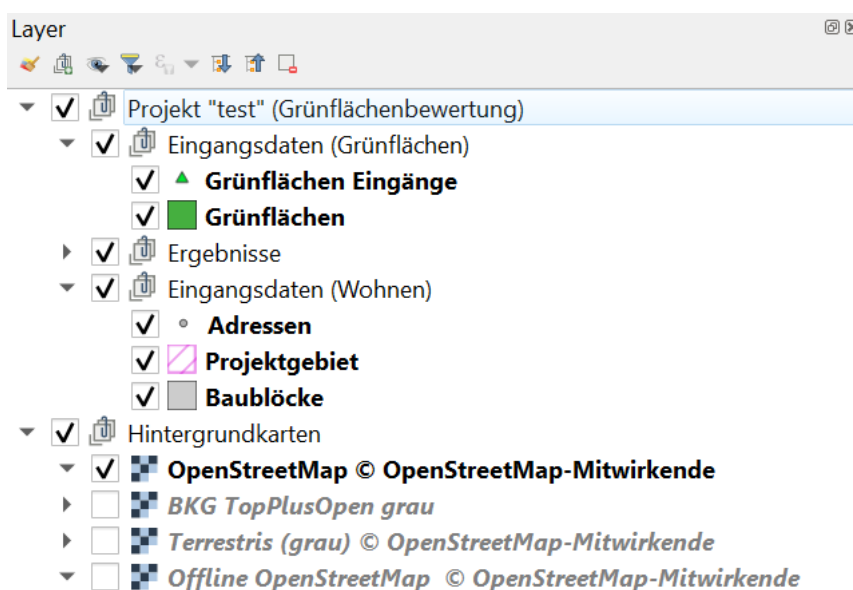 Layer
Projekt "test" (Grünflächenbewertung)
Eingangsdaten (Grünflächen)
Grünflächen Eingänge
Grünflächen
Ergebnisse
Eingangsdaten (Wohnen)
Adressen
Projektgebiet
Baublöcke
Hintergrundkarten
OpenStreetMap © OpenStreetMap-Mitwirkende
BKG TopPlusOpen grau
Terrestris (grau) © OpenStreetMap-Mitwirkende
Offline OpenStreetMap © OpenStreetMap-Mitwirkende